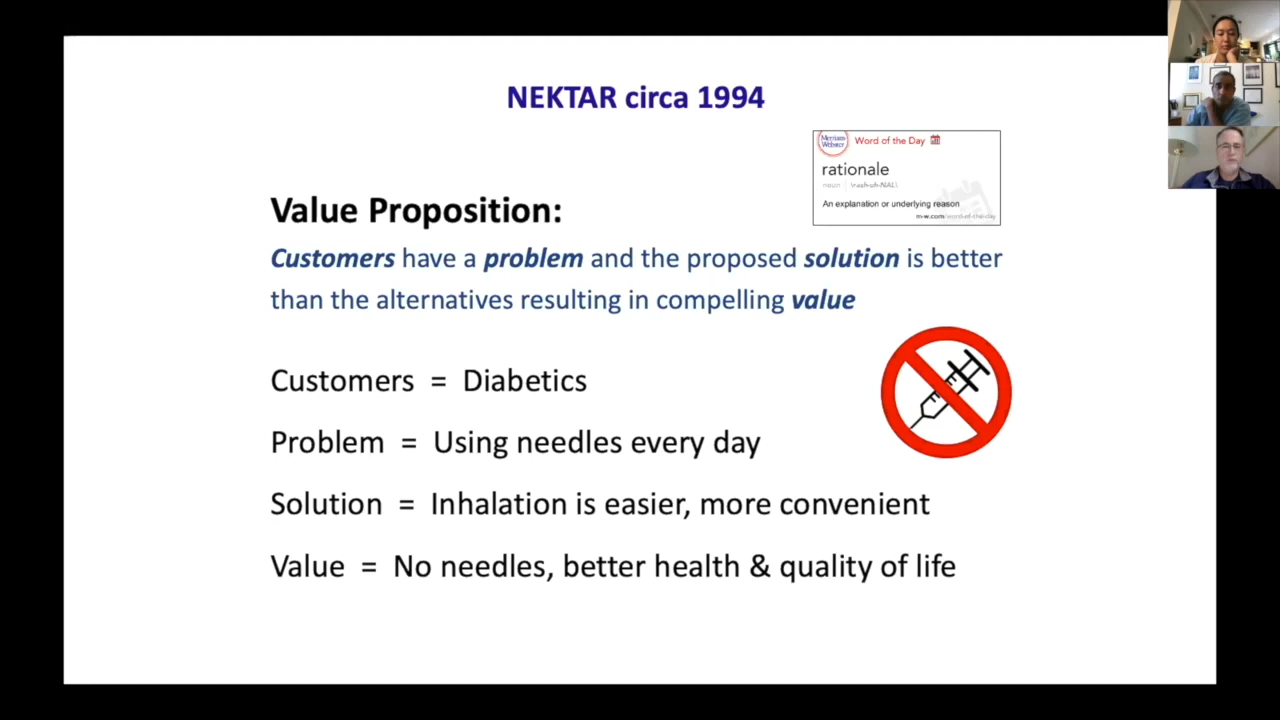 NEKTAR circa 1994
Merriam-
Webster
Word of the Day
rationale
noun | \rash-uh-NAL\
An explanation or underlying reason
m-w.com/word-of-the-day
Value Proposition:
Customers have a problem and the proposed solution is better
than the alternatives resulting in compelling value
Customers = Diabetics
Problem = Using needles every day
Solution = Inhalation is easier, more convenient
Value = No needles, better health & quality of life